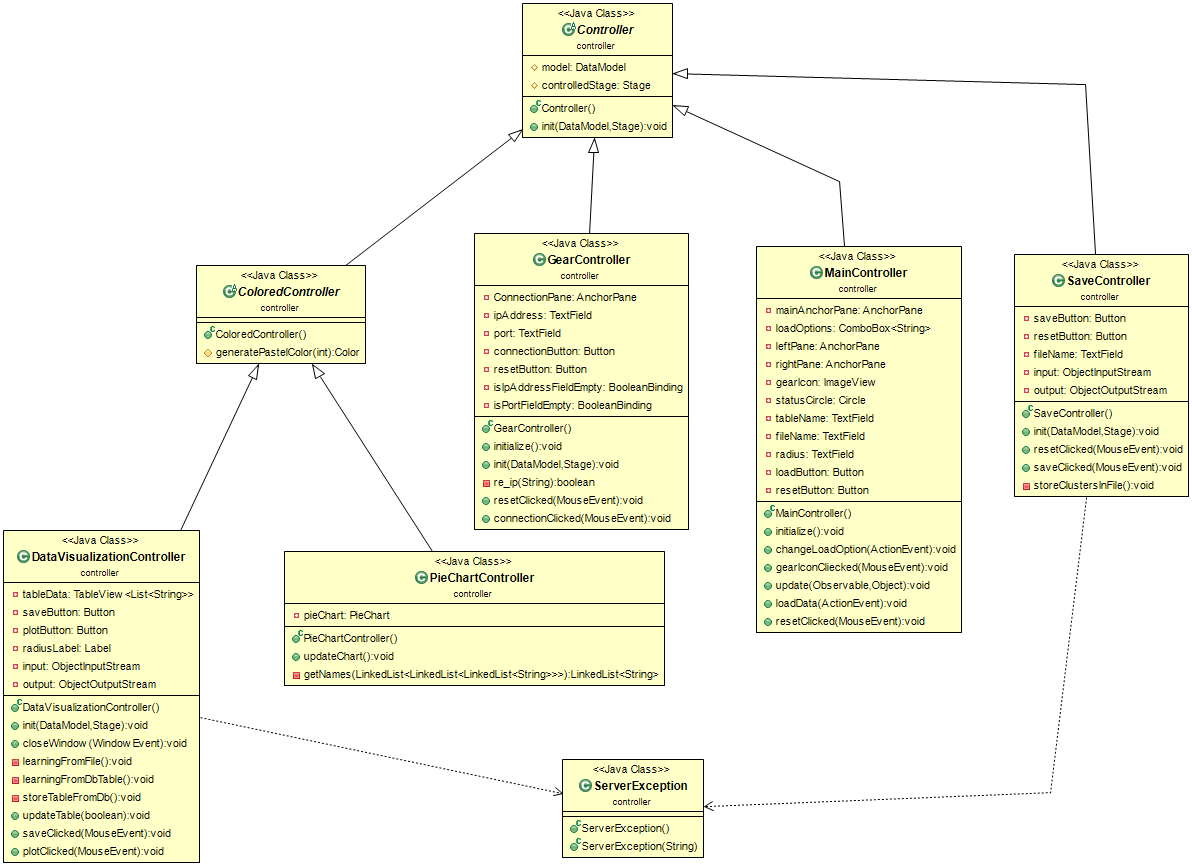 <<Java Class>>
Controller
controller
model: DataModel
controlledStage: Stage
Controller()
init(DataModel,Stage):void
<<Java Class>>
ColoredController
controller
ColoredController()
generatePastelColor(int):Color
<<Java Class>>
GearController
controller
ConnectionPane: AnchorPane
ipAddress: TextField
port: TextField
connectionButton: Button
resetButton: Button
isIpAddressFieldEmpty: BooleanBinding
isPortFieldEmpty: BooleanBinding
GearController()
initialize():void
init(DataModel,Stage):void
re_ip(String):boolean
resetClicked(MouseEvent):void
connectionClicked(MouseEvent):void
<<Java Class>>
MainController
controller
mainAnchorPane: AnchorPane
loadOptions: ComboBox<String>
leftPane: AnchorPane
rightPane: AnchorPane
gearIcon: ImageView
statusCircle: Circle
tableName: TextField
fileName: TextField
radius: TextField
loadButton: Button
resetButton: Button
MainController()
initialize():void
changeLoadOption(ActionEvent):void
gearIconCliecked(MouseEvent):void
update(Observable,Object):void
loadData(ActionEvent):void
resetClicked(MouseEvent):void
<<Java Class>>
SaveController
controller
saveButton: Button
resetButton: Button
fileName: TextField
input: ObjectInputStream
output: ObjectOutputStream
SaveController()
init(DataModel,Stage):void
resetClicked(MouseEvent):void
saveClicked(MouseEvent):void
storeClustersInFile():void
<<Java Class>>
DataVisualizationController
controller
tableData: TableView<List<String>>
saveButton: Button
plotButton: Button
radiusLabel: Label
input: ObjectInputStream
output: ObjectOutputStream
DataVisualizationController()
init(DataModel,Stage):void
closeWindow(WindowEvent):void
learningFromFile():void
learningFromDbTable():void
storeTableFromDb():void
updateTable(boolean):void
saveClicked(MouseEvent):void
plotClicked(MouseEvent):void
<<Java Class>>
PieChartController
controller
pieChart: PieChart
PieChartController()
updateChart():void
getNames(LinkedList<LinkedList<LinkedList<String>>>):LinkedList<String>
<<Java Class>>
ServerException
controller
ServerException()
ServerException(String)